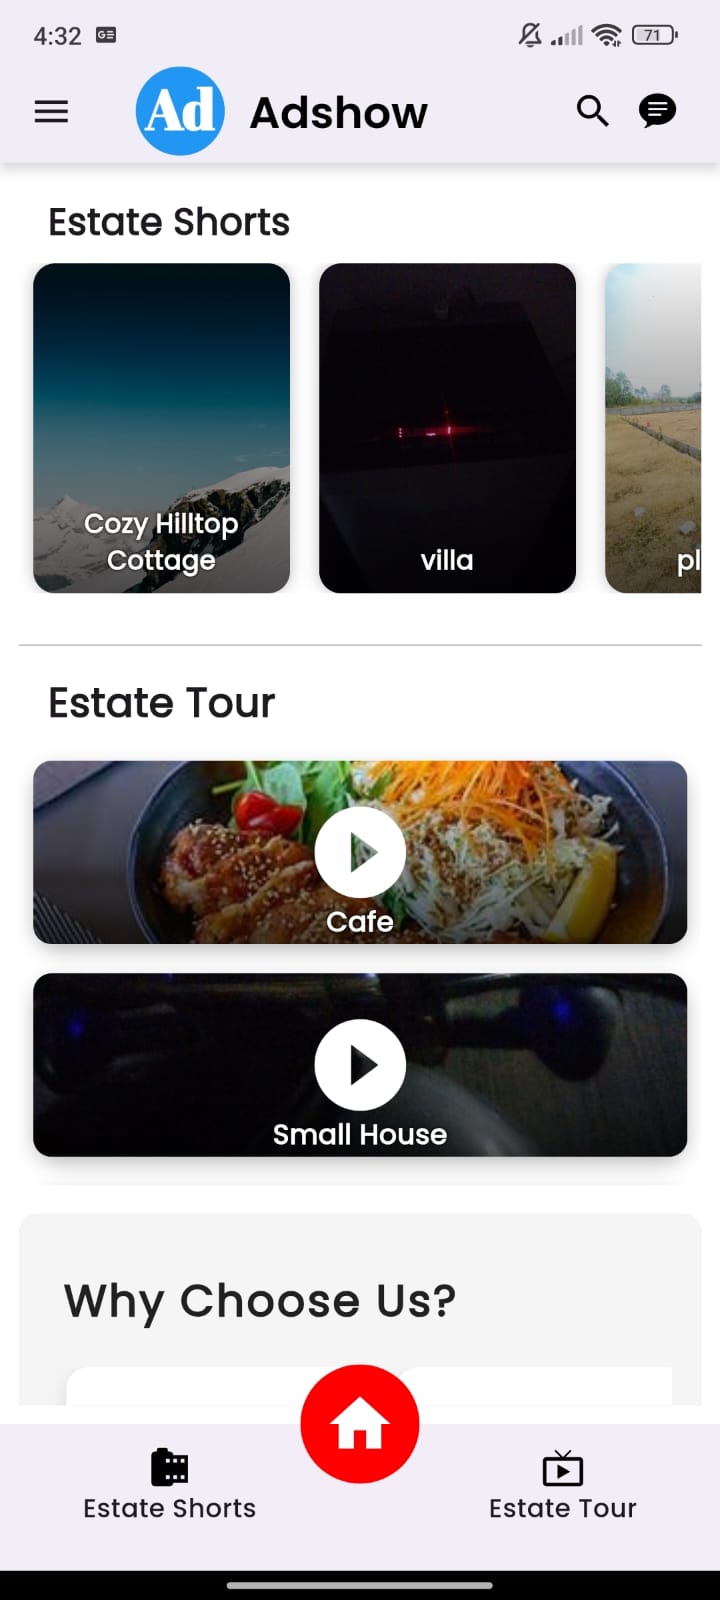 4:32 GE 71
Ad Adshow
Estate Shorts
Cozy Hilltop
Cottage
villa
pl
Estate Tour
Cafe
Small House
Why Choose Us?
Estate Shorts
Estate Tour